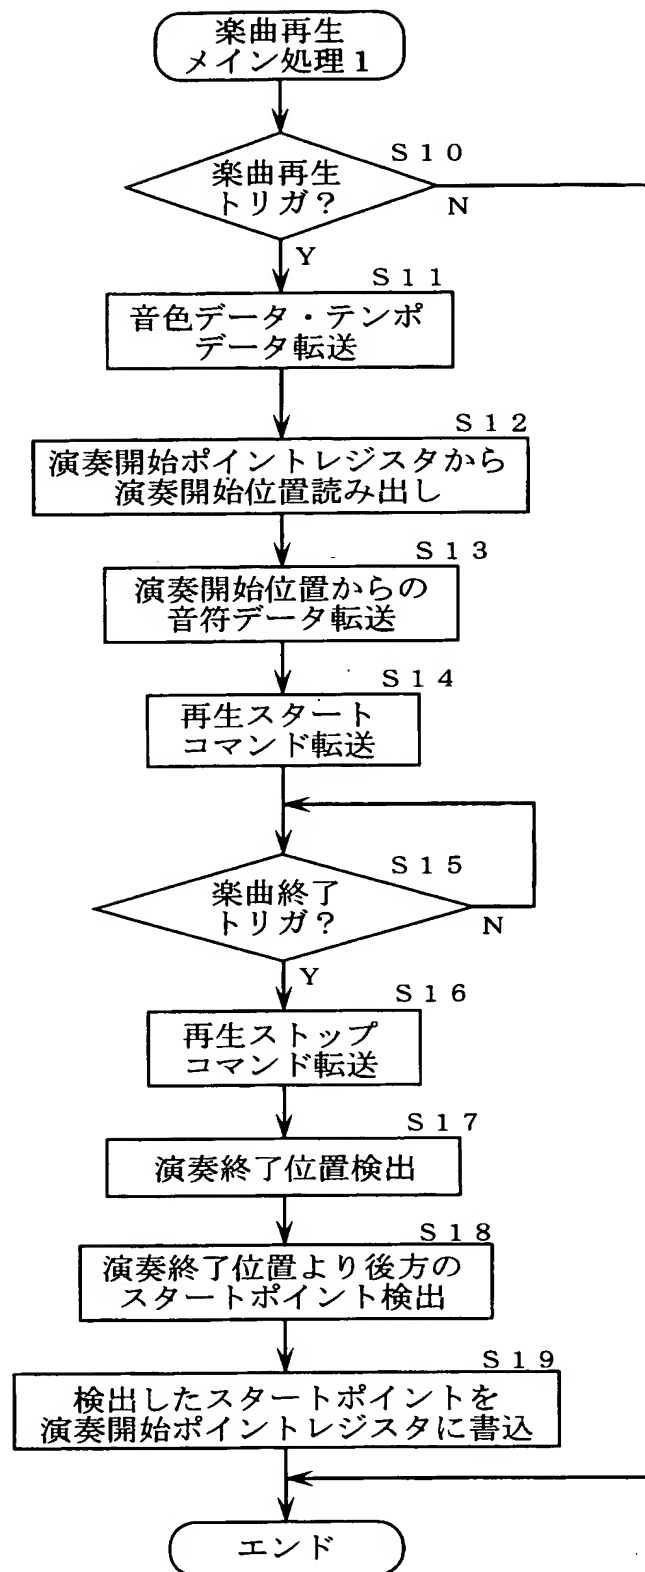 楽曲再生
メイン処理1
S10
楽曲再生
トリガ?
N
Y
S11
音色データ・テンポ
データ転送
S12
演奏開始ポイントレジスタから
演奏開始位置読み出し
S13
演奏開始位置からの
音符データ転送
S14
再生スタート
コマンド転送
S15
楽曲終了
トリガ?
N
Y
S16
再生ストップ
コマンド転送
S17
演奏終了位置検出
S18
演奏終了位置より後方の
スタートポイント検出
S19
検出したスタートポイントを
演奏開始ポイントレジスタに書込
エンド